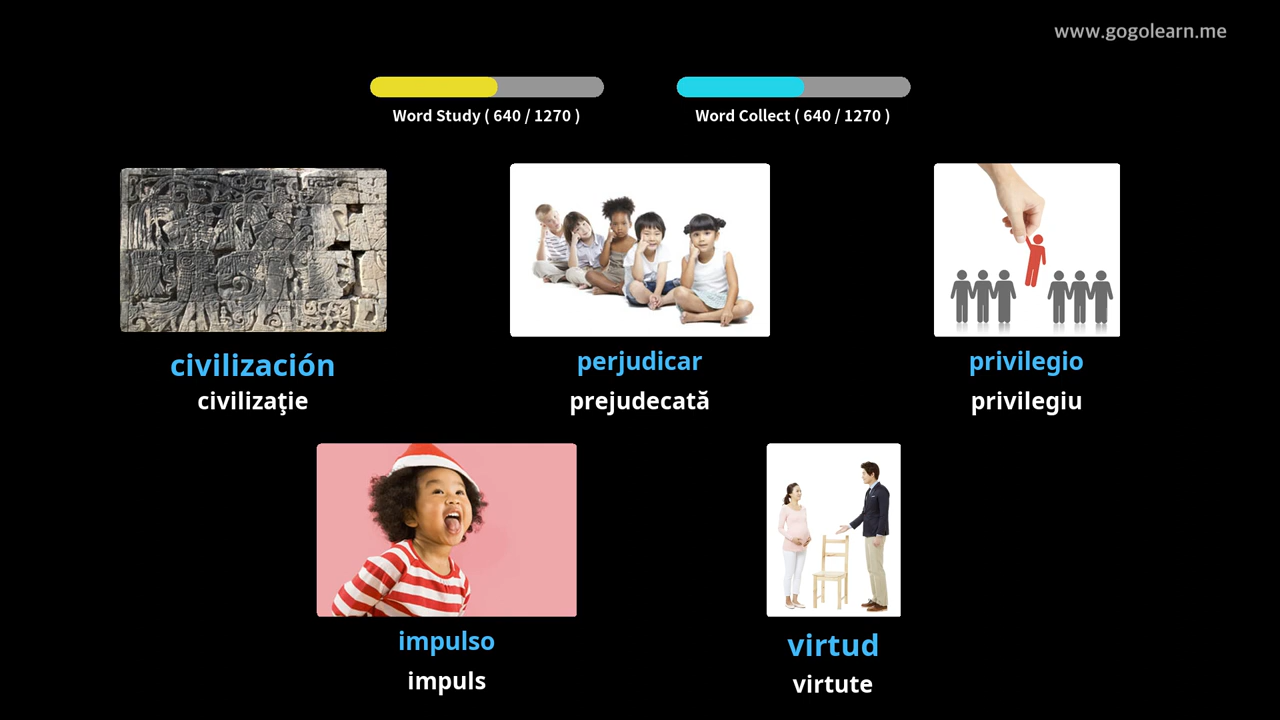 www.gogolearn.me
Word Study ( 640 / 1270 )
Word Collect ( 640 / 1270 )
civilización
civilizaţie
perjudicar
prejudecată
privilegio
privilegiu
impulso
impuls
virtud
virtute